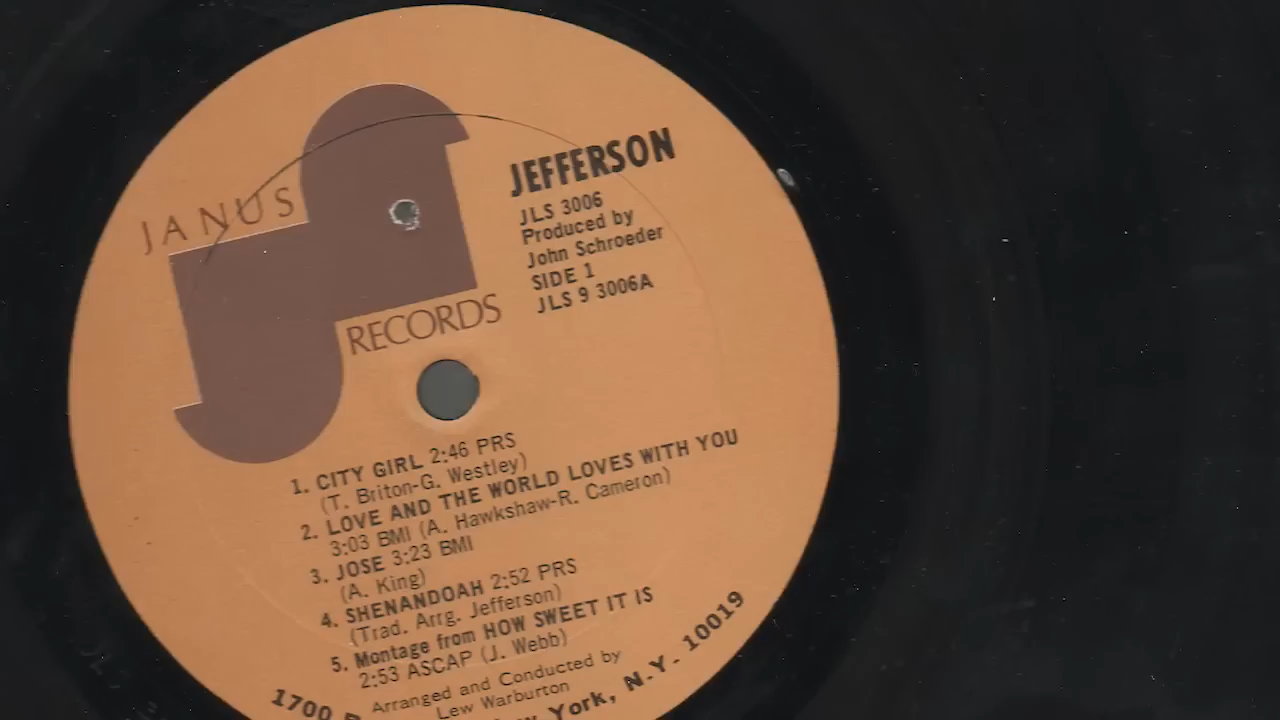 JANUS
RECORDS
JEFFERSON
JLS 3006
Produced by
John Schroeder
SIDE 1
JLS 9 3006A
1. CITY GIRL 2:46 PRS
(T. Briton-G. Westley)
2. LOVE AND THE WORLD LOVES WITH YOU
3:03 BMI (A. Hawkshaw-R. Cameron)
3. JOSE 3:23 BMI
(A. King)
4. SHENANDOAH 2:52 PRS
(Trad. Arrg. Jefferson)
5. Montage from HOW SWEET IT IS
2:53 ASCAP (J. Webb)
Arranged and Conducted by
Lew Warburton
1700 York, N.Y. 10019